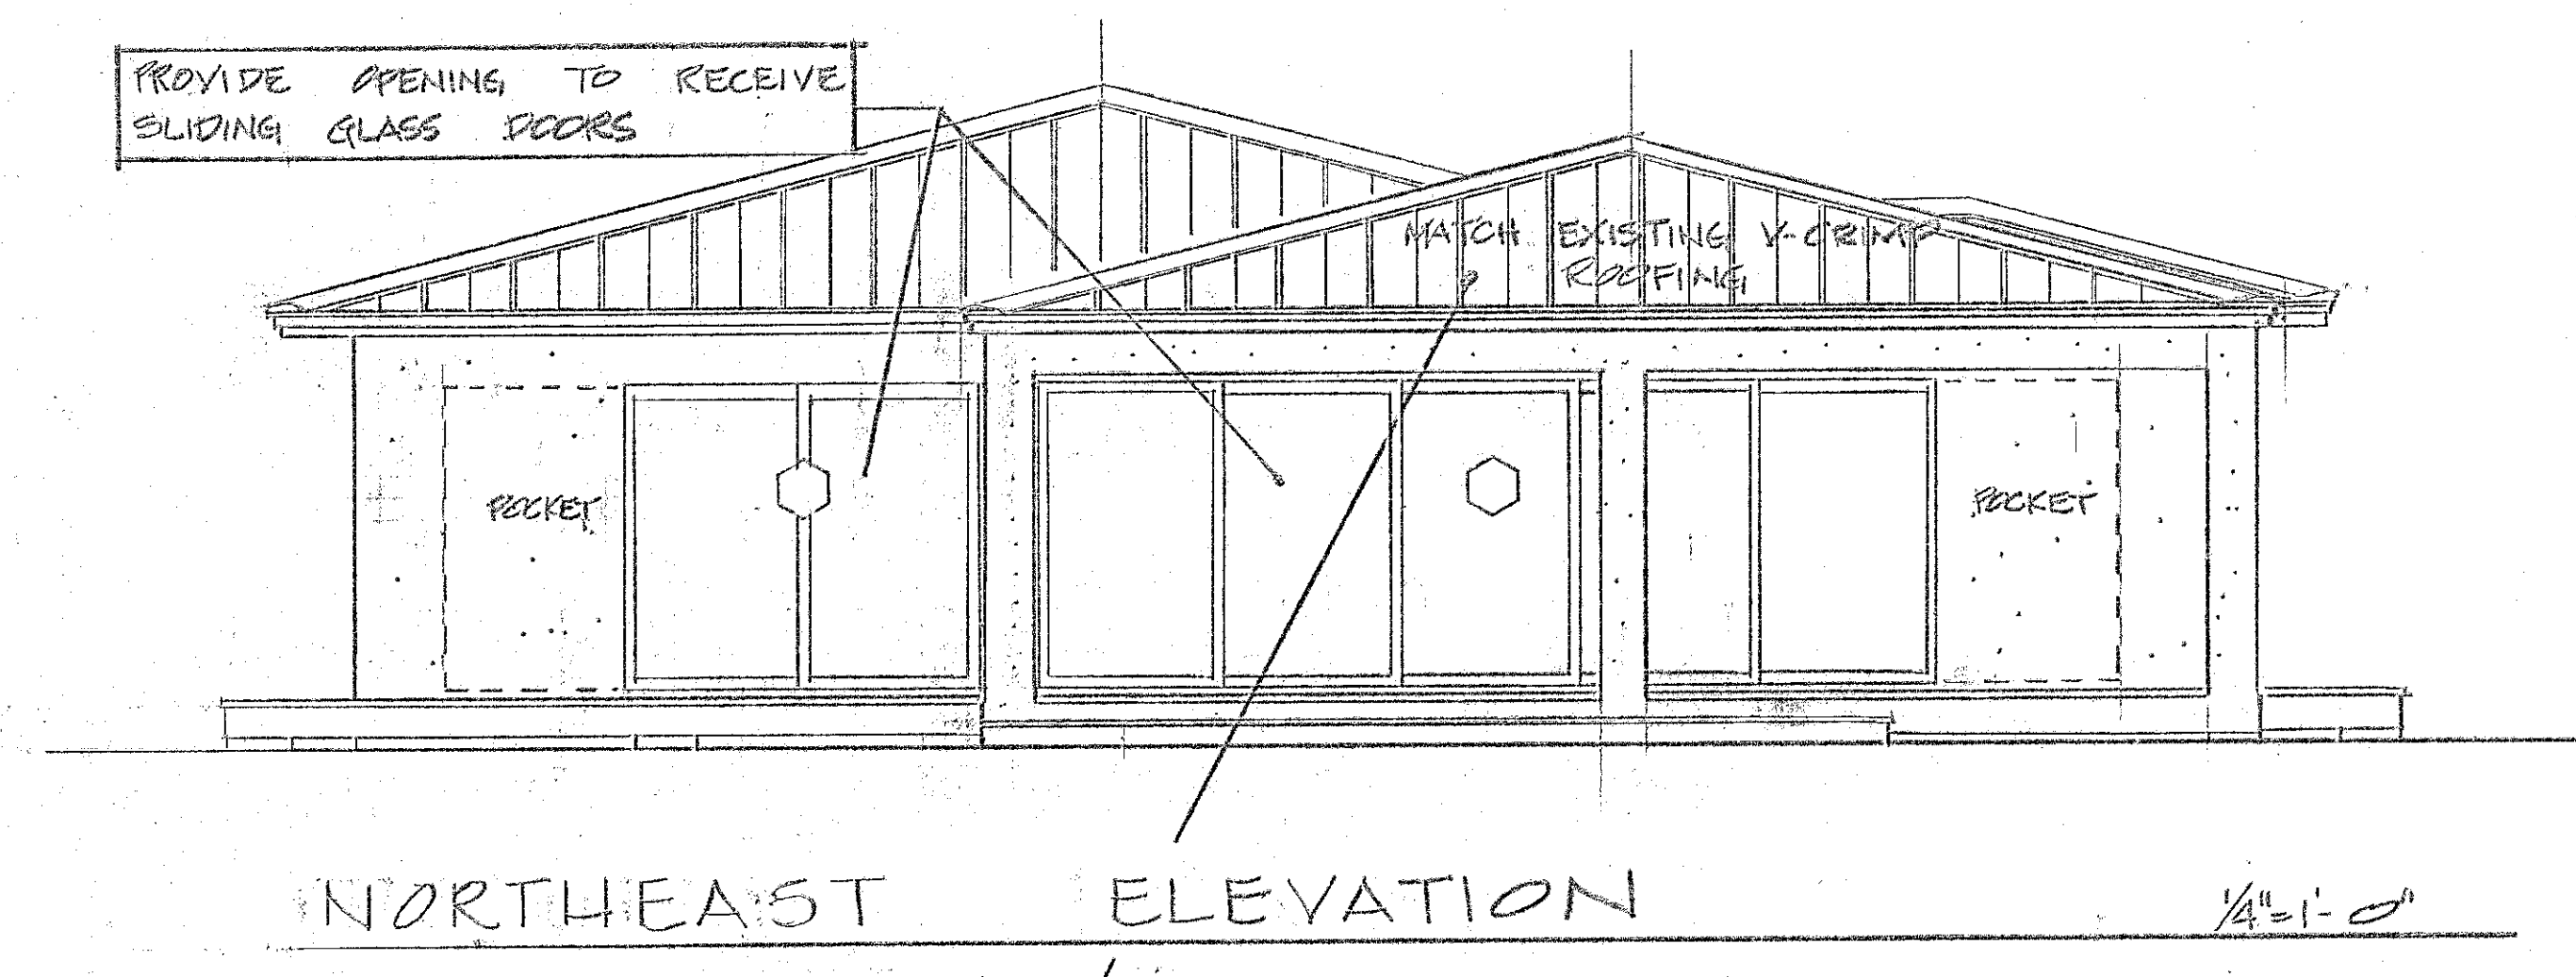 PROVIDE OPENING TO RECEIVE
SLIDING GLASS DOORS
MATCH EXISTING V-CRIMP
ROOFING
POCKET
POCKET
NORTHEAST ELEVATION
1/4"=1'-0"